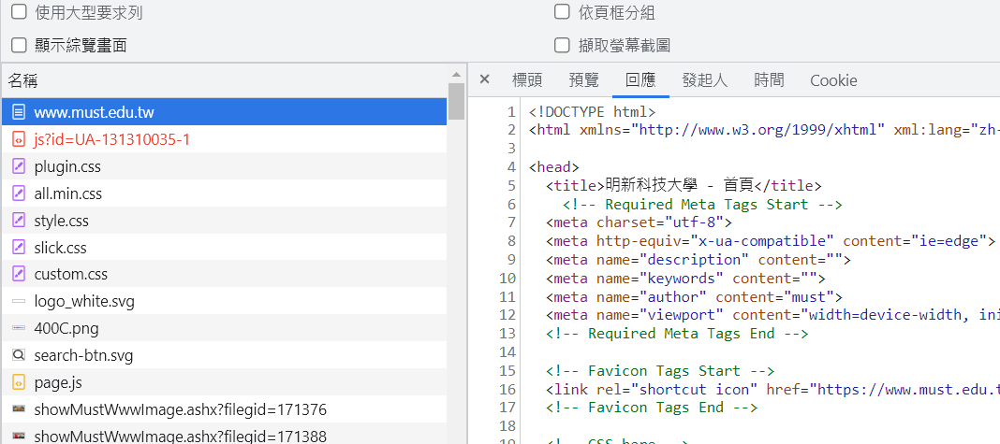 使用大型要求列
依頁框分組
顯示綜覽畫面
擷取螢幕截圖
名稱
標頭 預覽 回應 發起人 時間 Cookie
www.must.edu.tw
js?id=UA-131310035-1
plugin.css
all.min.css
style.css
slick.css
custom.css
logo_white.svg
400C.png
search-btn.svg
page.js
showMustWwwImage.ashx?filegid=171376
showMustWwwImage.ashx?filegid=171388
1 <!DOCTYPE html>
2 <html xmlns="http://www.w3.org/1999/xhtml" xml:lang="zh-
3
4 <head>
5 <title>明新科技大學 - 首頁</title>
6 <!-- Required Meta Tags Start -->
7 <meta charset="utf-8">
8 <meta http-equiv="x-ua-compatible" content="ie=edge">
9 <meta name="description" content="">
10 <meta name="keywords" content="">
11 <meta name="author" content="must">
12 <meta name="viewport" content="width=device-width, ini
13 <!-- Required Meta Tags End -->
14
15 <!-- Favicon Tags Start -->
16 <link rel="shortcut icon" href="https://www.must.edu.t
17 <!-- Favicon Tags End -->
18
19 <!-- CSS here -->